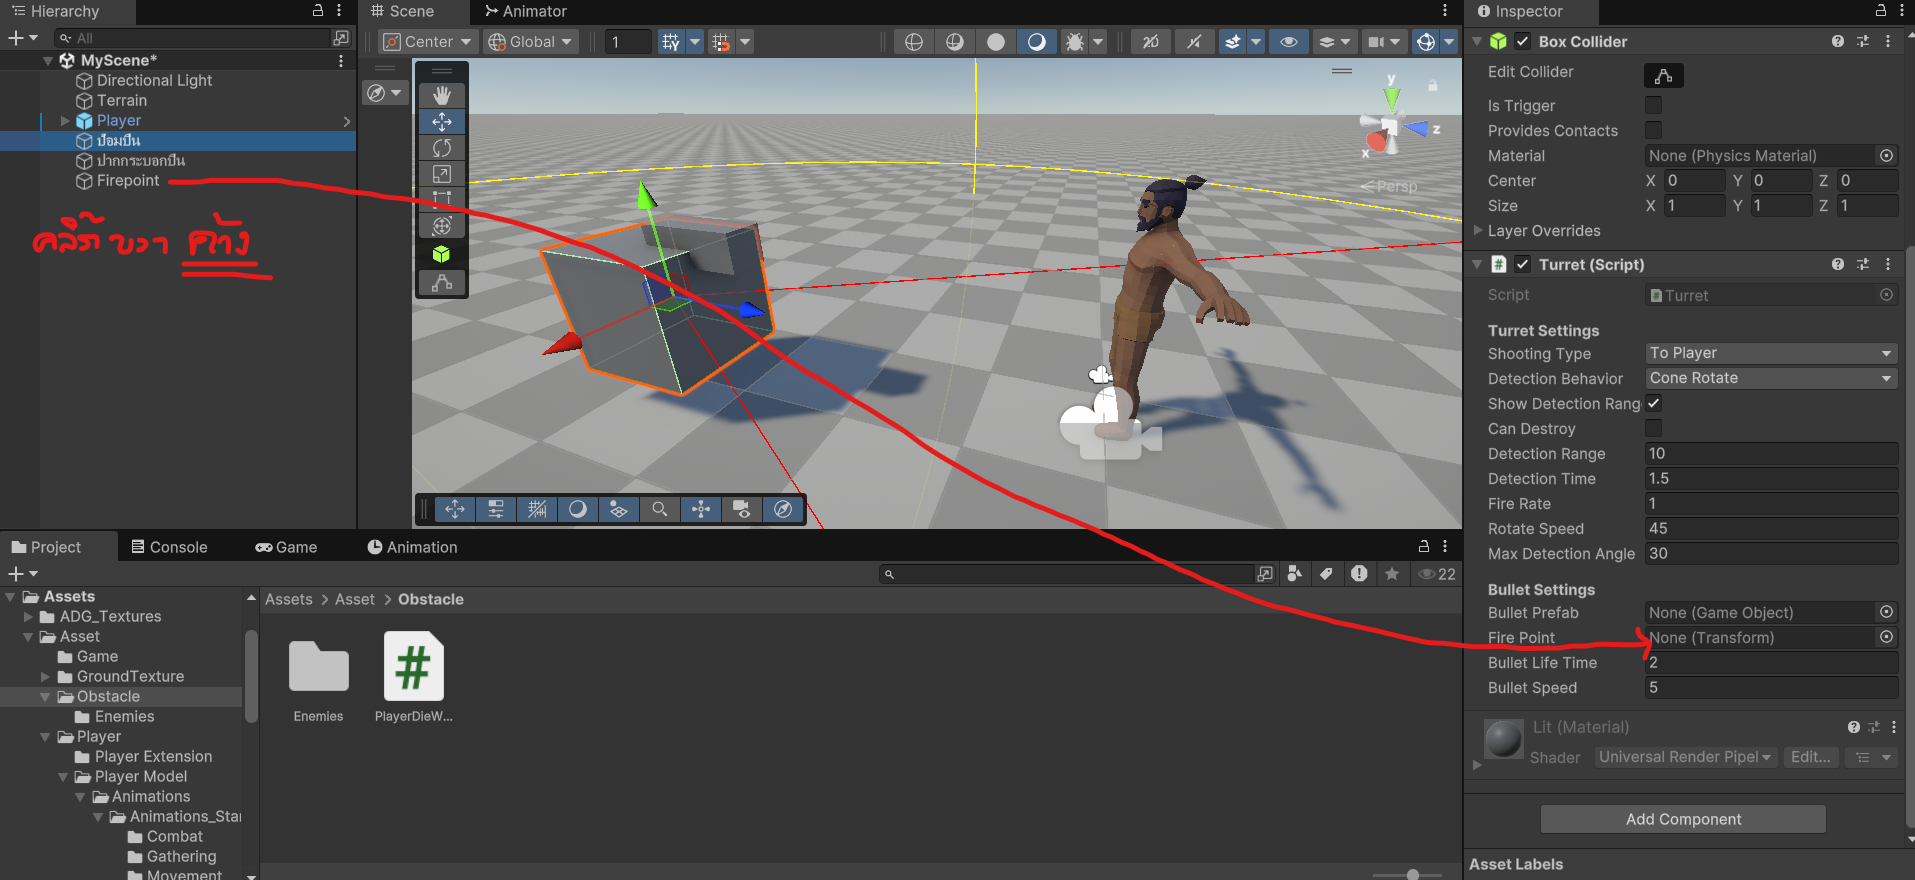 Hierarchy
All
MyScene*
Directional Light
Terrain
Player
ป้อมปืน
ปากกระบอกปืน
Firepoint
คลิ๊ก ขวา ค้าง
Scene
Animator
Center
Global
1
2D
y
z
x
Persp
Project
Console
Game
Animation
22
Assets
ADG_Textures
Asset
Game
GroundTexture
Obstacle
Enemies
Player
Player Extension
Player Model
Animations
Animations_Star
Combat
Gathering
Movement
Assets > Asset > Obstacle
Enemies
PlayerDieW...
Inspector
Box Collider
Edit Collider
Is Trigger
Provides Contacts
Material None (Physics Material)
Center X 0 Y 0 Z 0
Size X 1 Y 1 Z 1
Layer Overrides
Turret (Script)
Script Turret
Turret Settings
Shooting Type To Player
Detection Behavior Cone Rotate
Show Detection Rang
Can Destroy
Detection Range 10
Detection Time 1.5
Fire Rate 1
Rotate Speed 45
Max Detection Angle 30
Bullet Settings
Bullet Prefab None (Game Object)
Fire Point None (Transform)
Bullet Life Time 2
Bullet Speed 5
Lit (Material)
Shader Universal Render Pipel Edit...
Add Component
Asset Labels